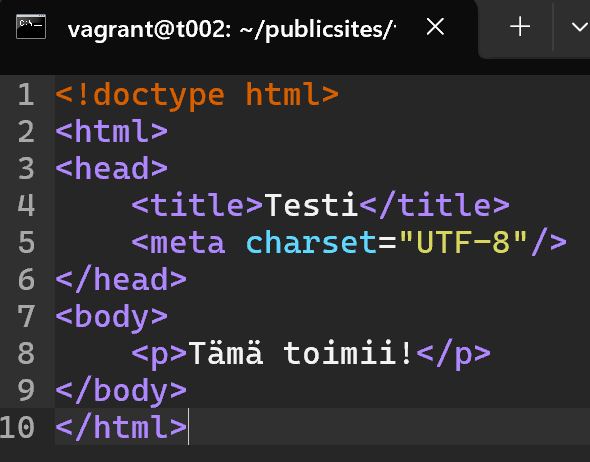 vagrant@t002: ~/publicsites/
1 <!doctype html>
2 <html>
3 <head>
4     <title>Testi</title>
5     <meta charset="UTF-8"/>
6 </head>
7 <body>
8     <p>Tämä toimii!</p>
9 </body>
10 </html>